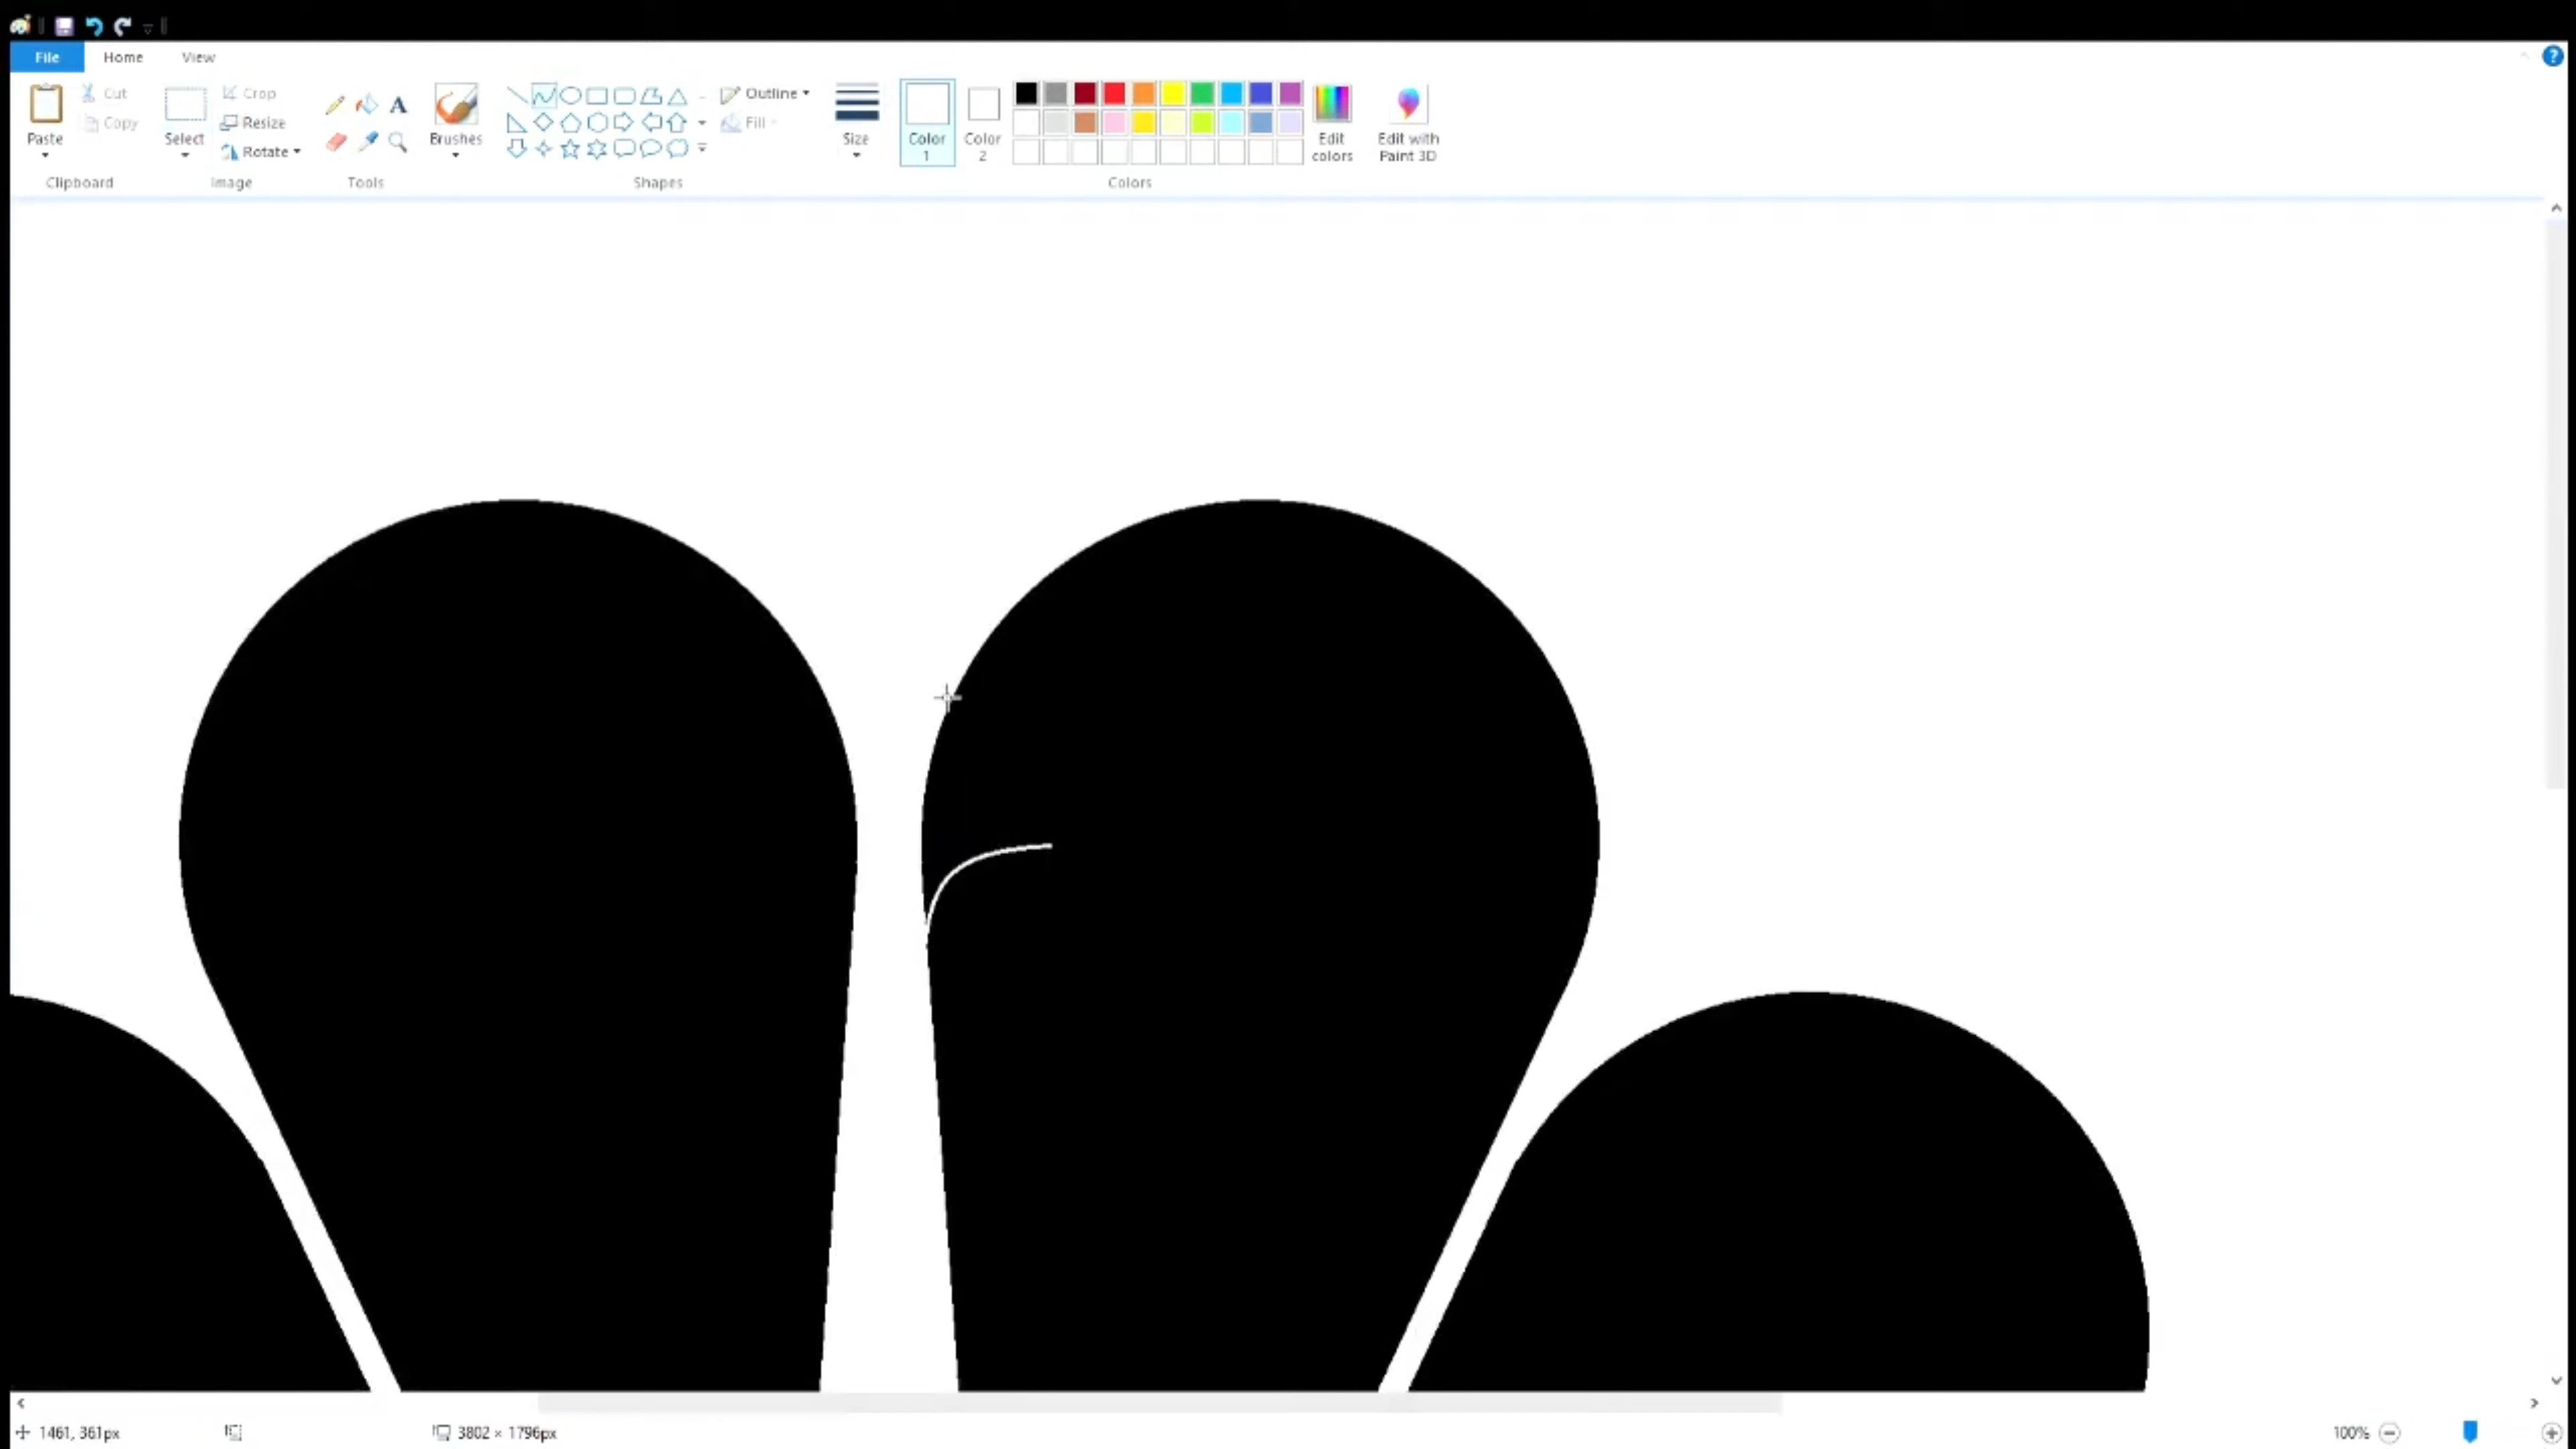 File Home View
Paste
Cut
Copy
Clipboard
Select
Crop
Resize
Rotate
Image
A
Tools
Brushes
Outline
Fill
Shapes
Size
Color 1
Color 2
Edit colors
Colors
Edit with Paint 3D
?
1461, 361px
3802 × 1796px
100%